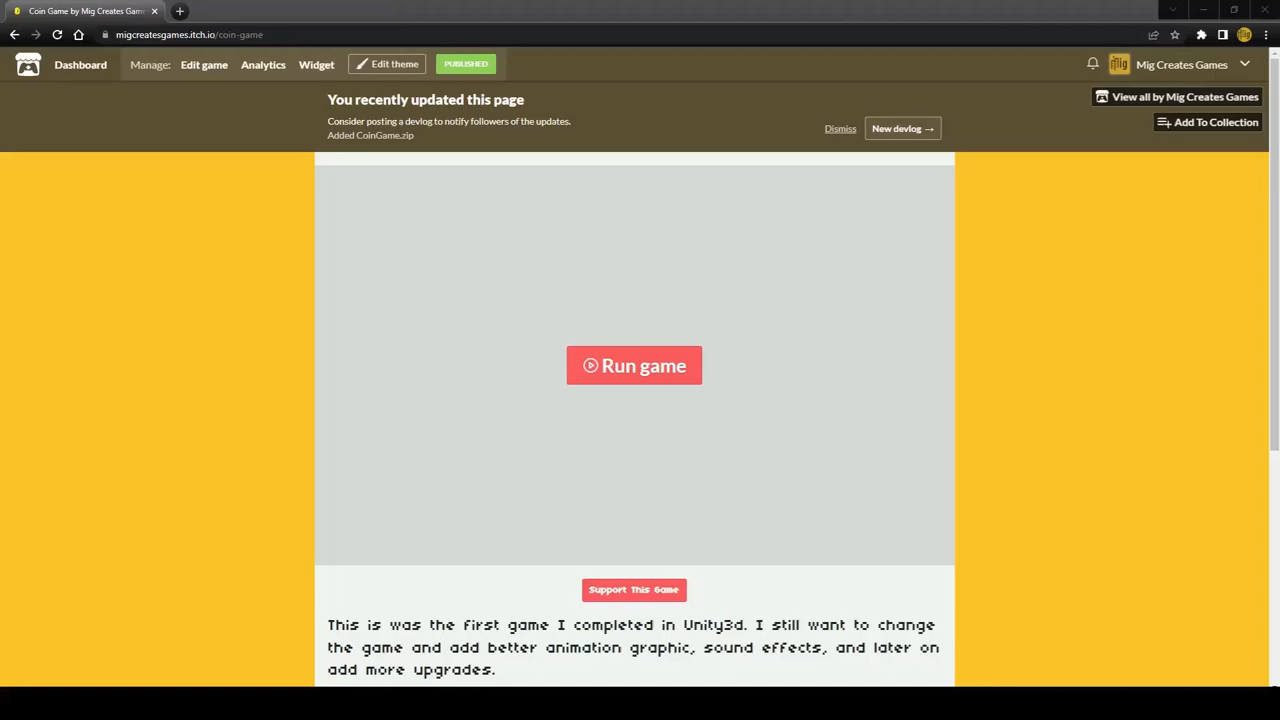 Coin Game by Mig Creates Game
migcreatesgames.itch.io/coin-game
Dashboard Manage: Edit game Analytics Widget Edit theme PUBLISHED Mig Mig Creates Games
You recently updated this page
Consider posting a devlog to notify followers of the updates.
Added CoinGame.zip
Dismiss New devlog →
View all by Mig Creates Games
Add To Collection
Run game
Support This Game
This is was the first game I completed in Unity3d. I still want to change
the game and add better animation graphic, sound effects, and later on
add more upgrades.